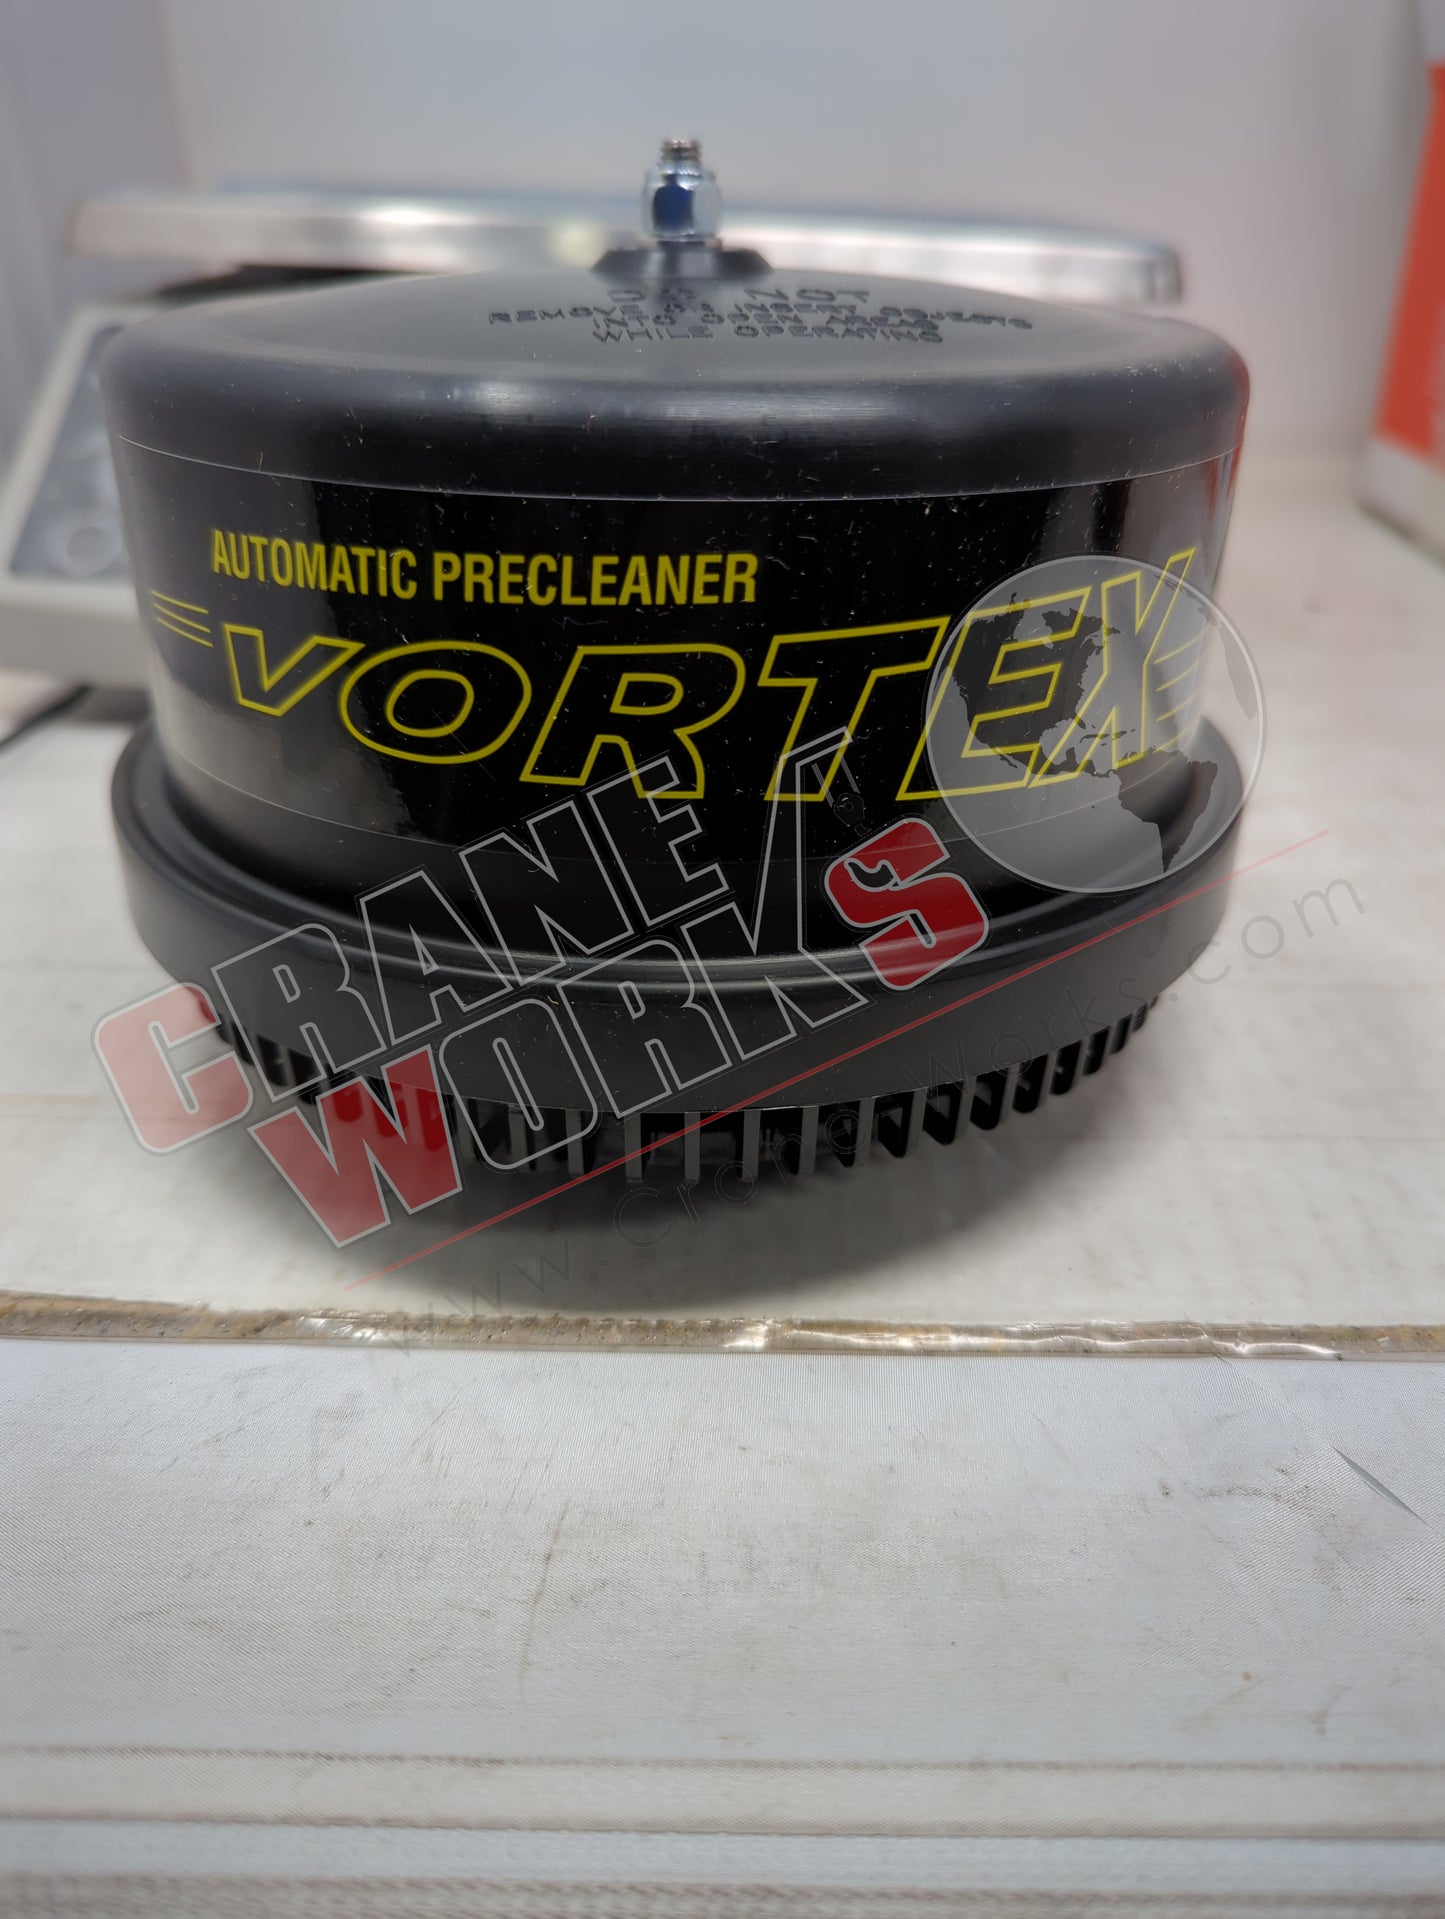 DO NOT
REMOVE OR INSERT OBJECTS
INTO OPEN AREAS
WHILE OPERATING
AUTOMATIC PRECLEANER
VORTEX
CRANE
WORKS
www.CraneWorks.com